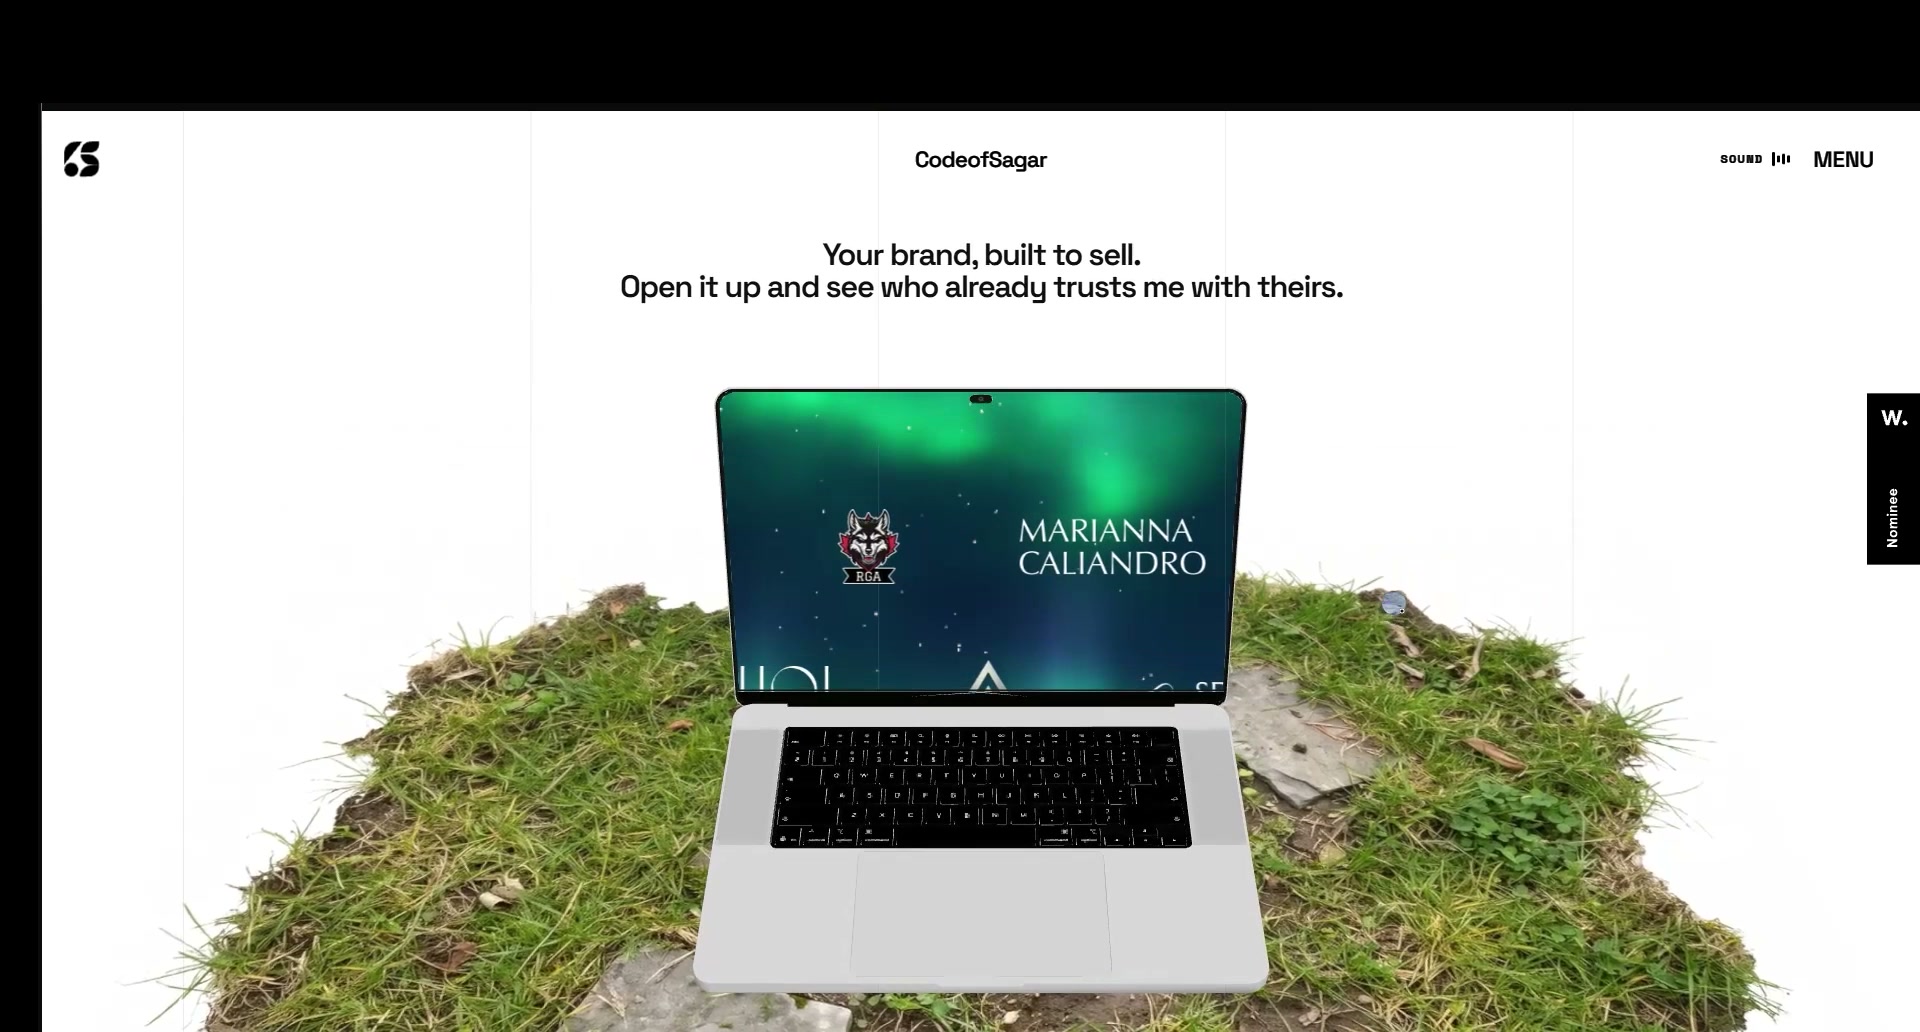 CodeofSagar
SOUND
MENU
Your brand, built to sell.
Open it up and see who already trusts me with theirs.
W.
Nominee
RGA
MARIANNA
CALIANDRO